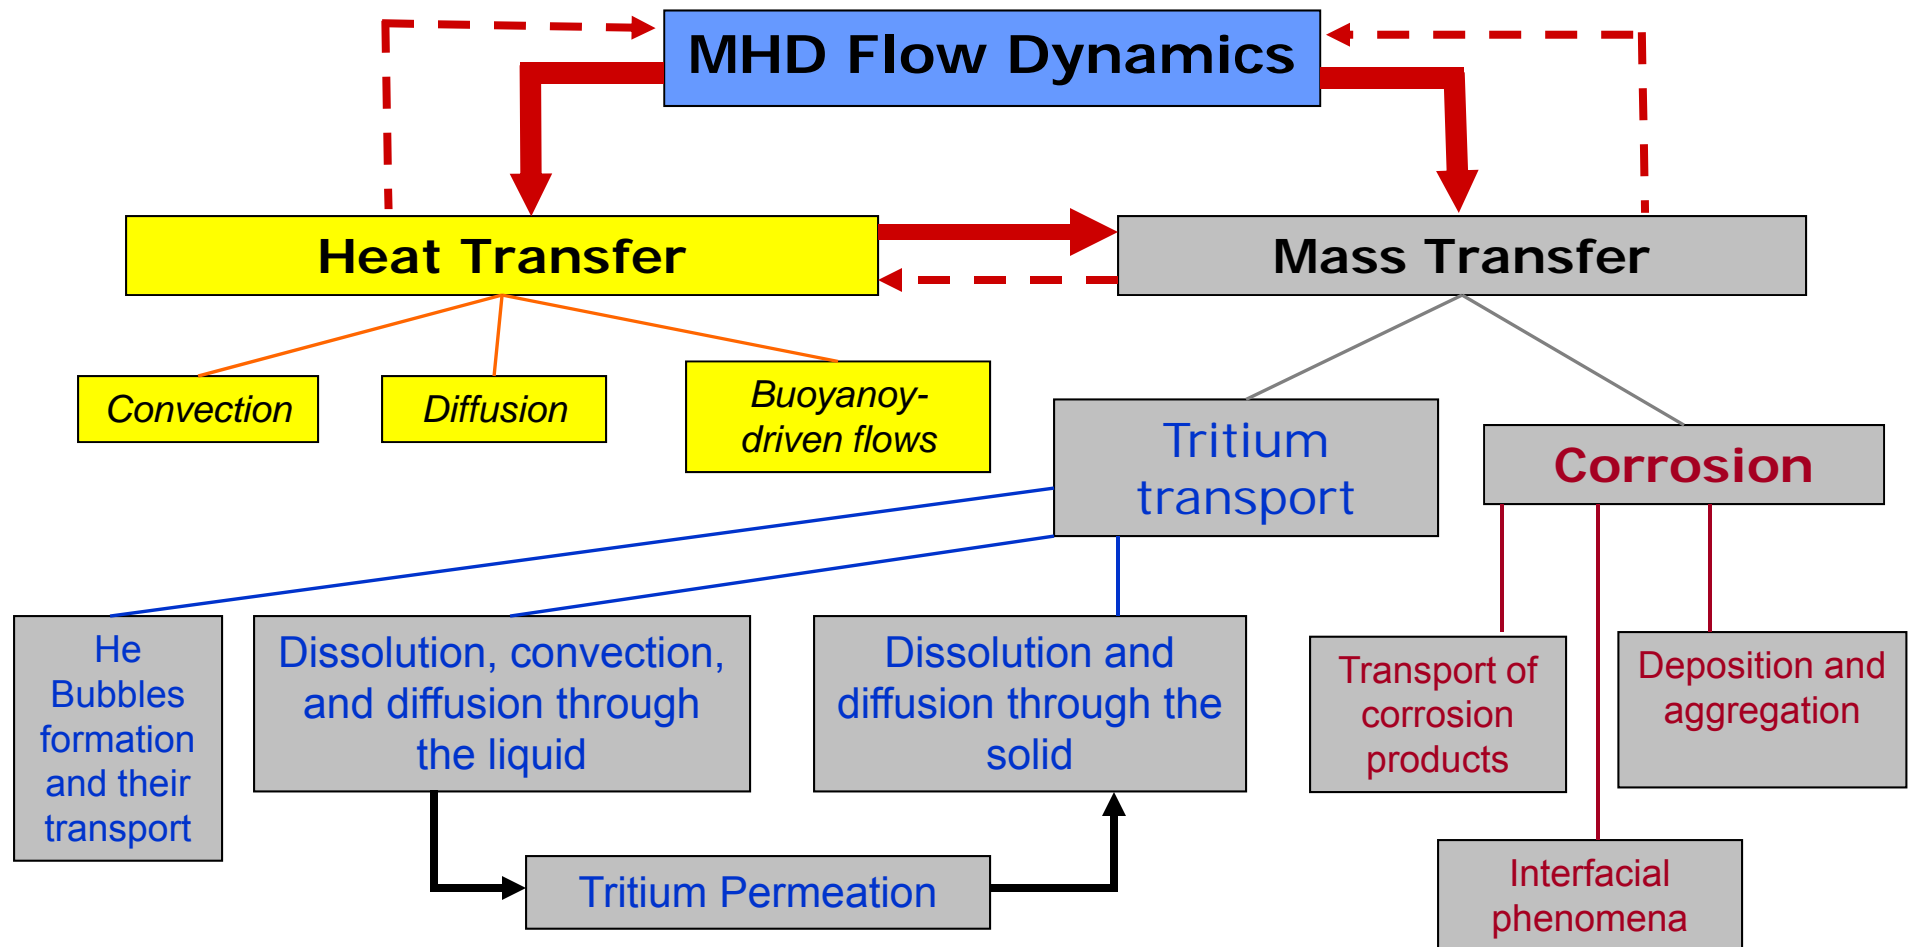 MHD Flow Dynamics
Heat Transfer
Mass Transfer
Convection
Diffusion
Buoyanoy-
driven flows
Tritium
transport
Corrosion
He
Bubbles
formation
and their
transport
Dissolution, convection,
and diffusion through
the liquid
Dissolution and
diffusion through the
solid
Transport of
corrosion
products
Deposition and
aggregation
Tritium Permeation
Interfacial
phenomena